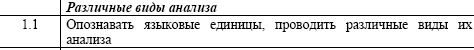 Различные виды анализа
1.1 Опознавать языковые единицы, проводить различные виды их
анализа